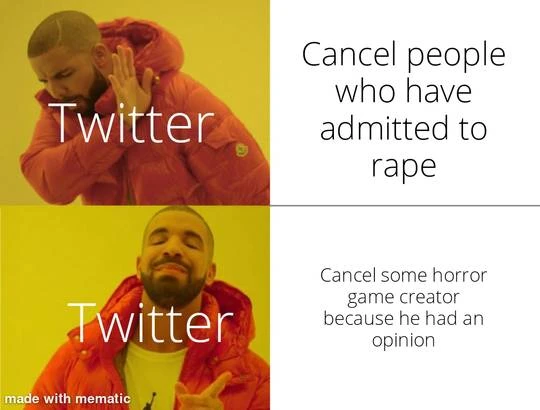 Twitter
Cancel people
who have
admitted to
rape
Twitter
Cancel some horror
game creator
because he had an
opinion
made with mematic